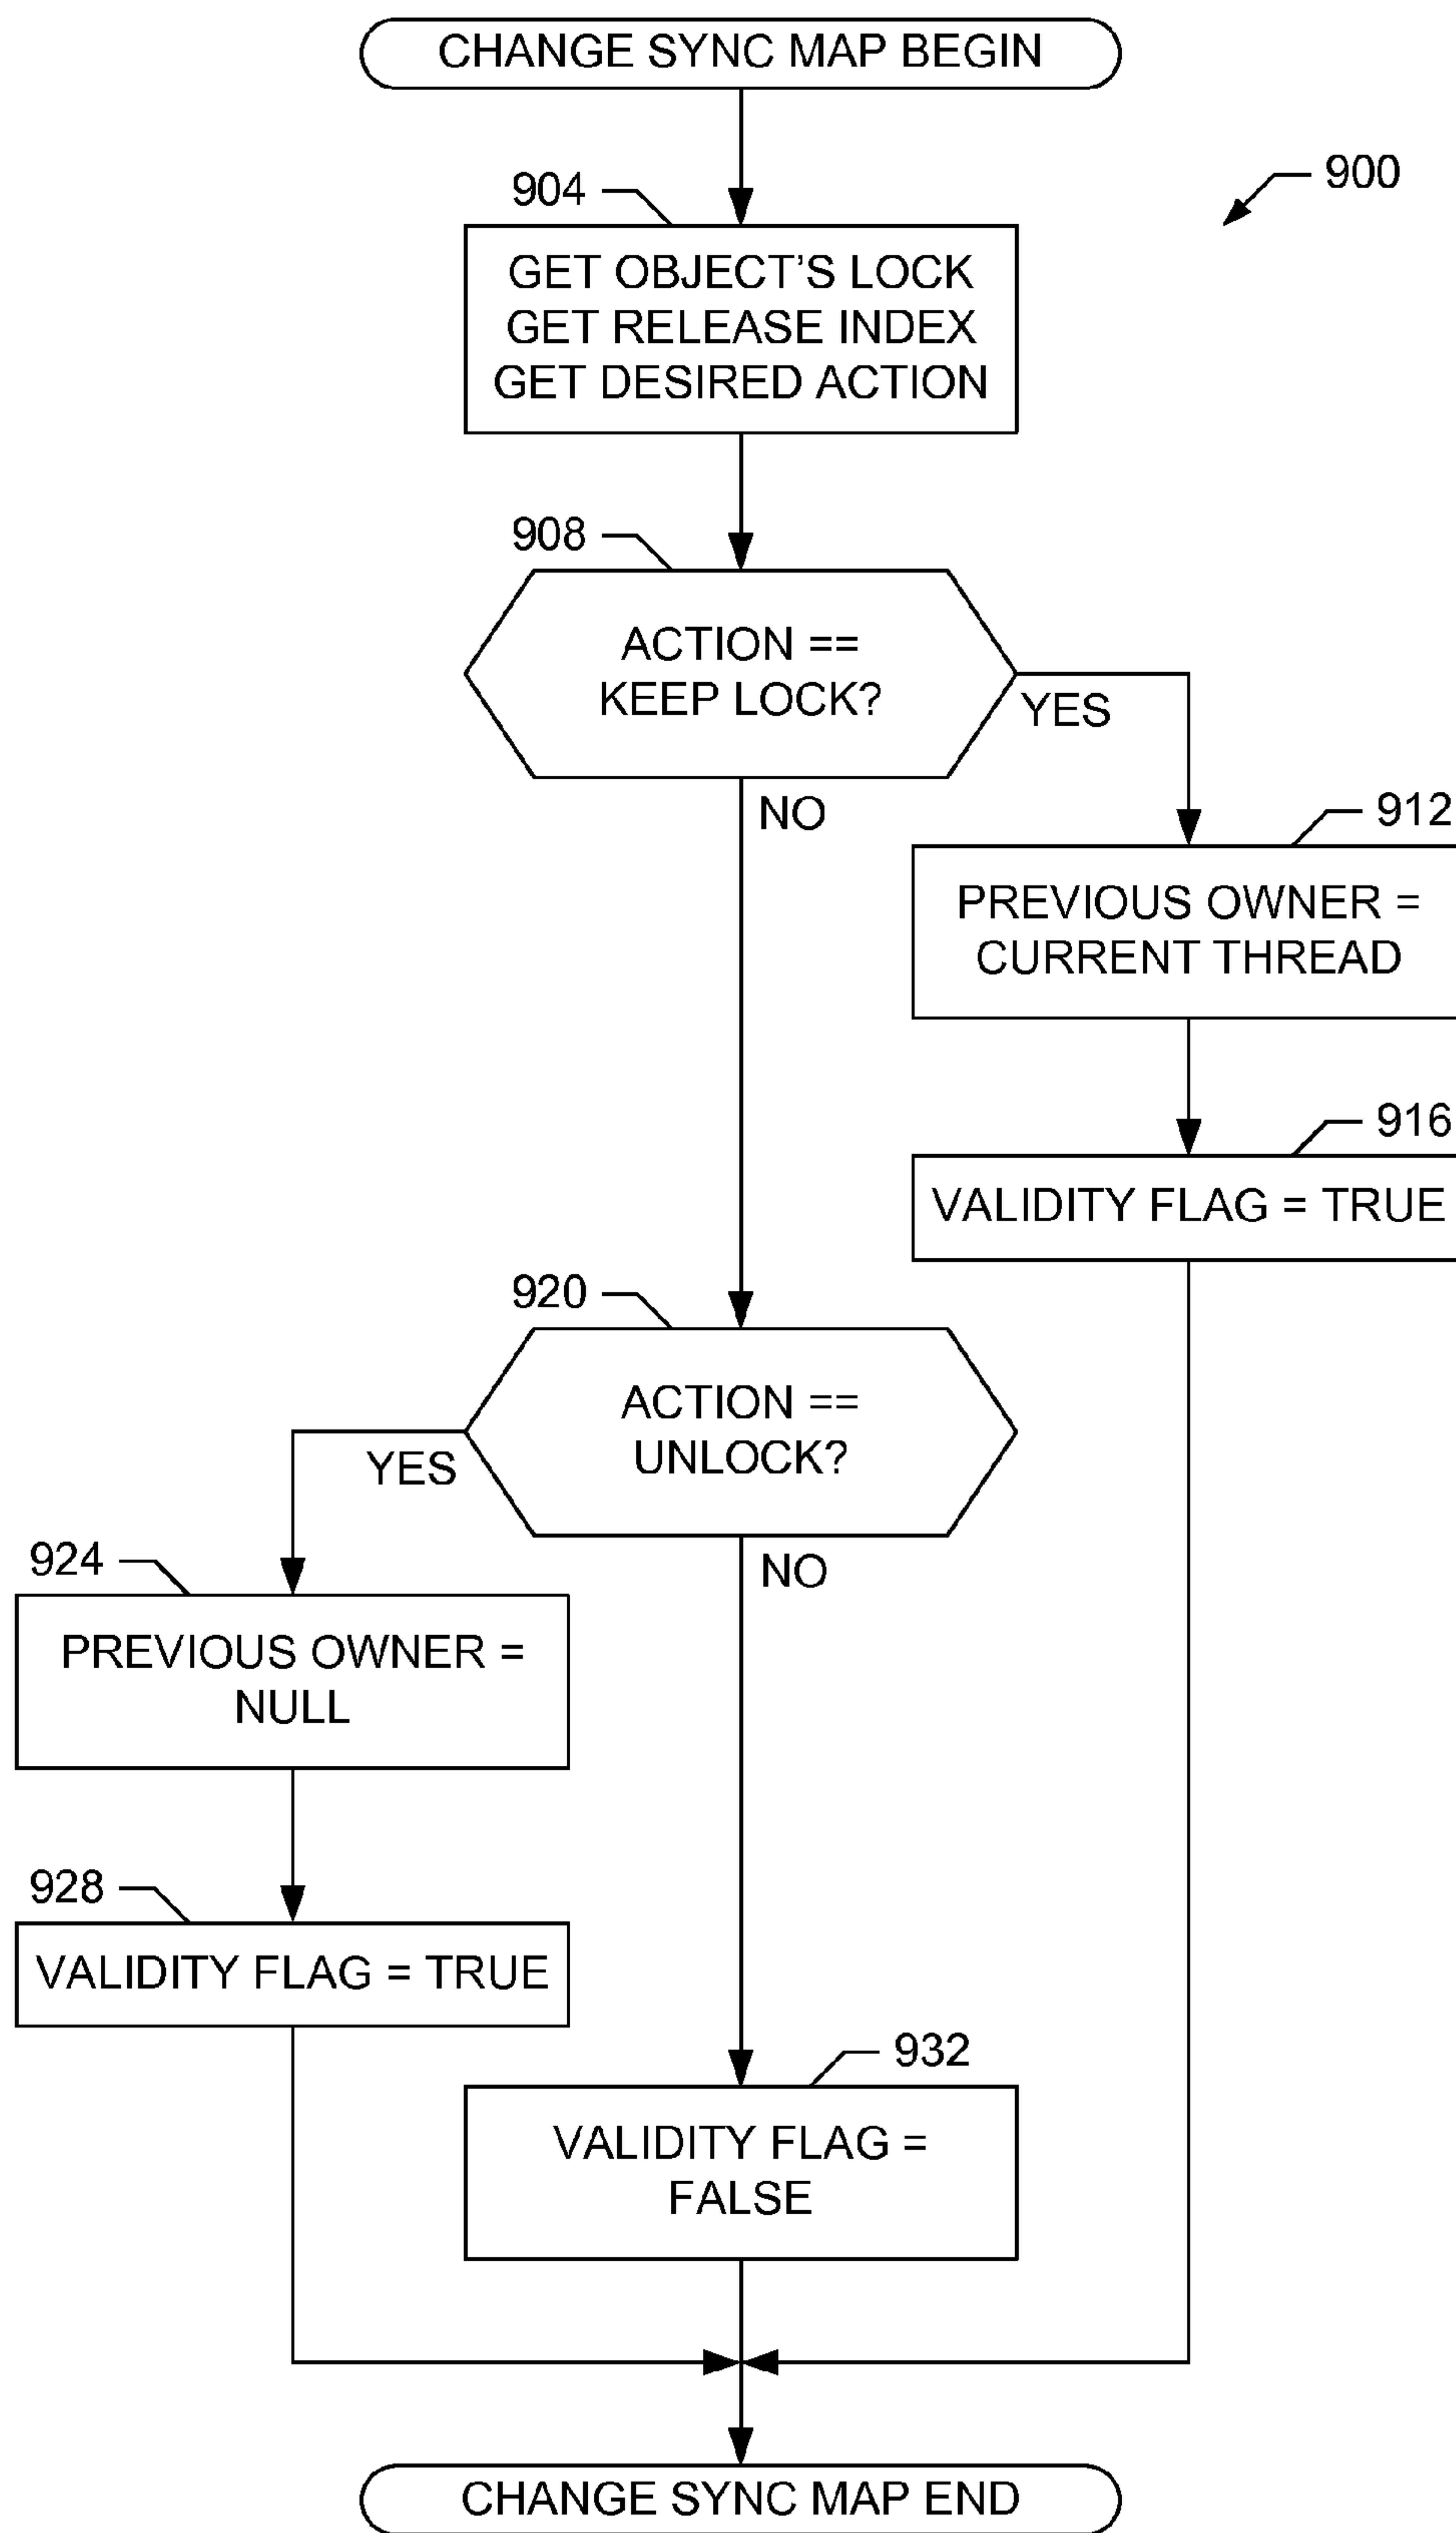 CHANGE SYNC MAP BEGIN
900
904
GET OBJECT'S LOCK
GET RELEASE INDEX
GET DESIRED ACTION
908
ACTION ==
KEEP LOCK?
YES
NO
912
PREVIOUS OWNER =
CURRENT THREAD
916
VALIDITY FLAG = TRUE
920
ACTION ==
UNLOCK?
YES
NO
924
PREVIOUS OWNER =
NULL
928
VALIDITY FLAG = TRUE
932
VALIDITY FLAG =
FALSE
CHANGE SYNC MAP END